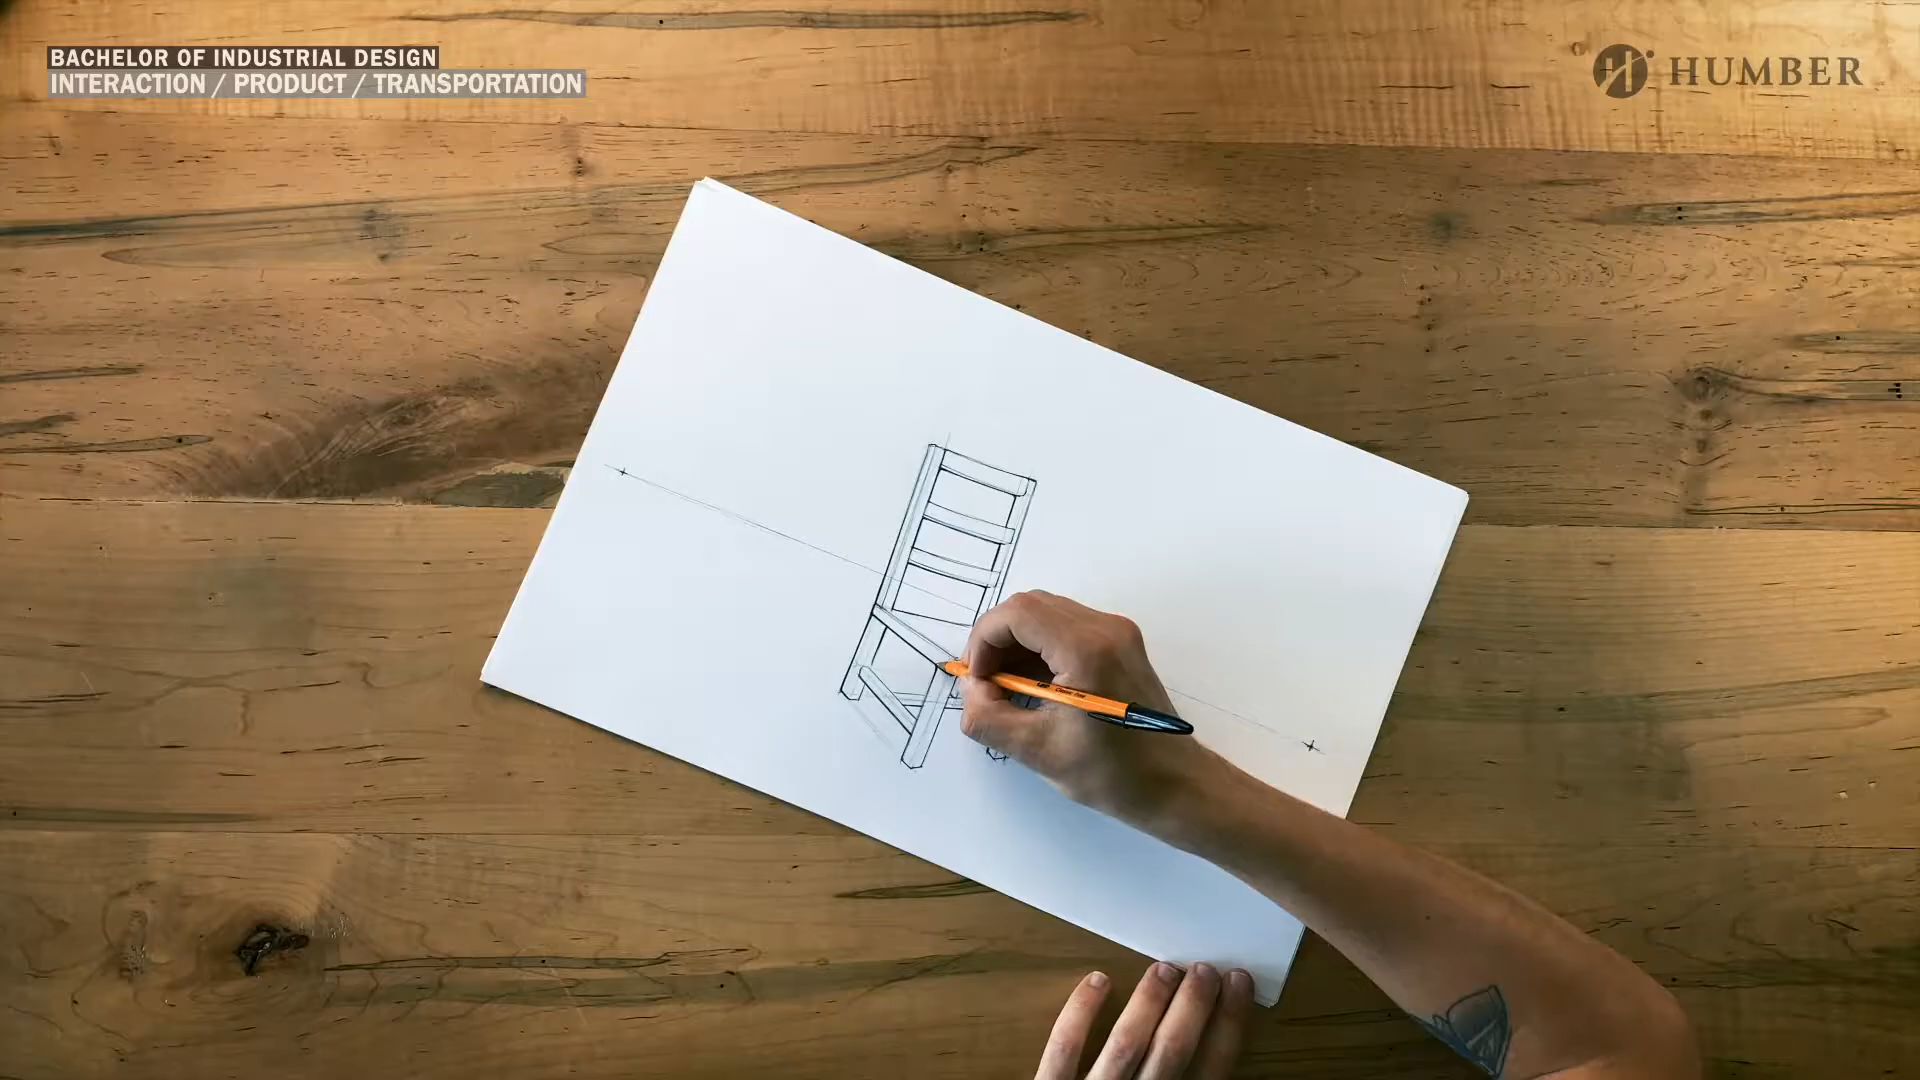 BACHELOR OF INDUSTRIAL DESIGN
INTERACTION / PRODUCT / TRANSPORTATION
HUMBER